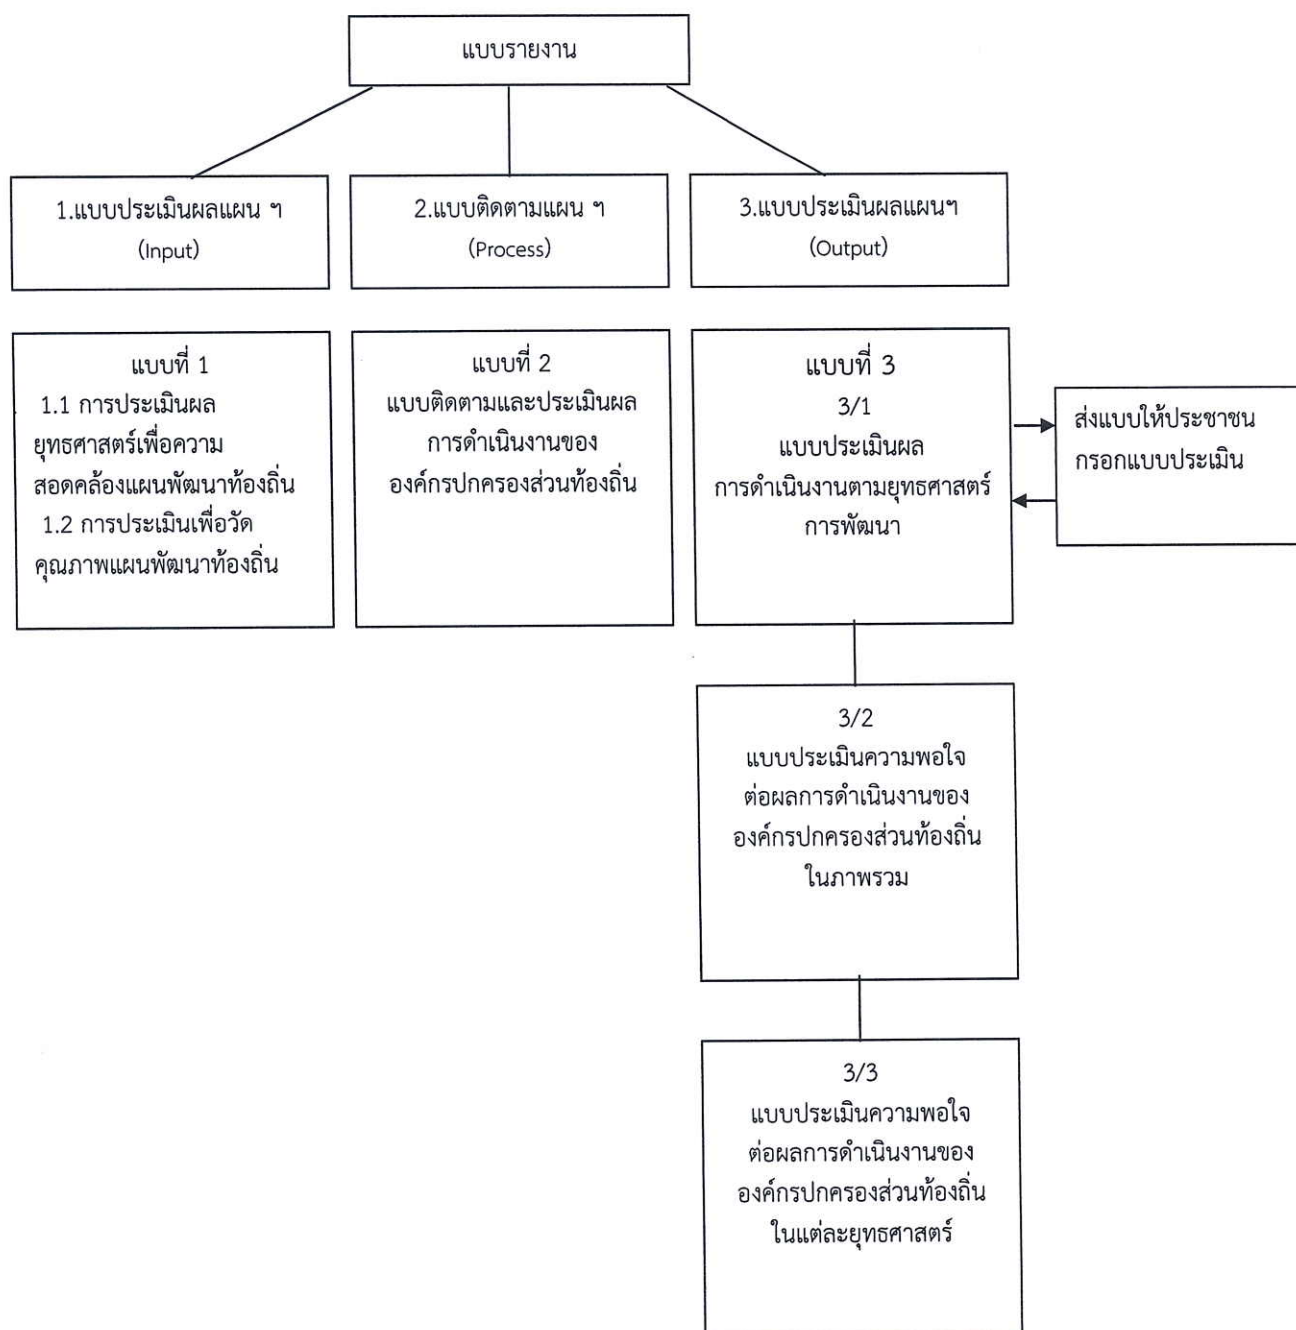 แบบรายงาน
1.แบบประเมินผลแผน ฯ
(Input)
2.แบบติดตามแผน ฯ
(Process)
3.แบบประเมินผลแผนฯ
(Output)
แบบที่ 1
1.1 การประเมินผล
ยุทธศาสตร์เพื่อความ
สอดคล้องแผนพัฒนาท้องถิ่น
1.2 การประเมินเพื่อวัด
คุณภาพแผนพัฒนาท้องถิ่น
แบบที่ 2
แบบติดตามและประเมินผล
การดำเนินงานของ
องค์กรปกครองส่วนท้องถิ่น
แบบที่ 3
3/1
แบบประเมินผล
การดำเนินงานตามยุทธศาสตร์
การพัฒนา
ส่งแบบให้ประชาชน
กรอกแบบประเมิน
3/2
แบบประเมินความพอใจ
ต่อผลการดำเนินงานของ
องค์กรปกครองส่วนท้องถิ่น
ในภาพรวม
3/3
แบบประเมินความพอใจ
ต่อผลการดำเนินงานของ
องค์กรปกครองส่วนท้องถิ่น
ในแต่ละยุทธศาสตร์